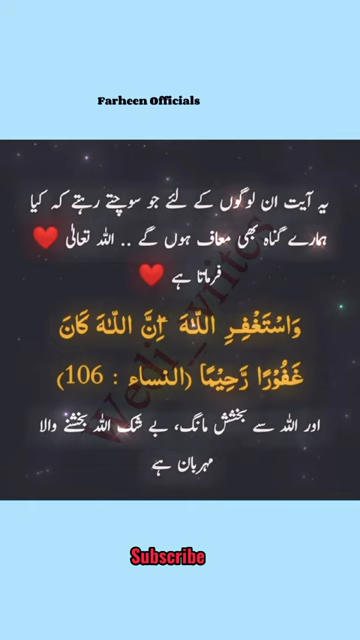 Farheen Officials
یہ آیت ان لوگوں کے لئے جو سوچتے رہتے کہ کیا
ہمارے گناہ بھی معاف ہوں گے .. اللہ تعالیٰ ❤️
فرماتا ہے ❤️
وَاسْتَغْفِرِ اللّٰهَ ؕ اِنَّ اللّٰهَ كَانَ
غَفُوْرًا رَّحِيْمًا (النساء : 106)
اور اللہ سے بخشش مانگ، بے شک اللہ بخشنے والا
مہربان ہے
Subscribe